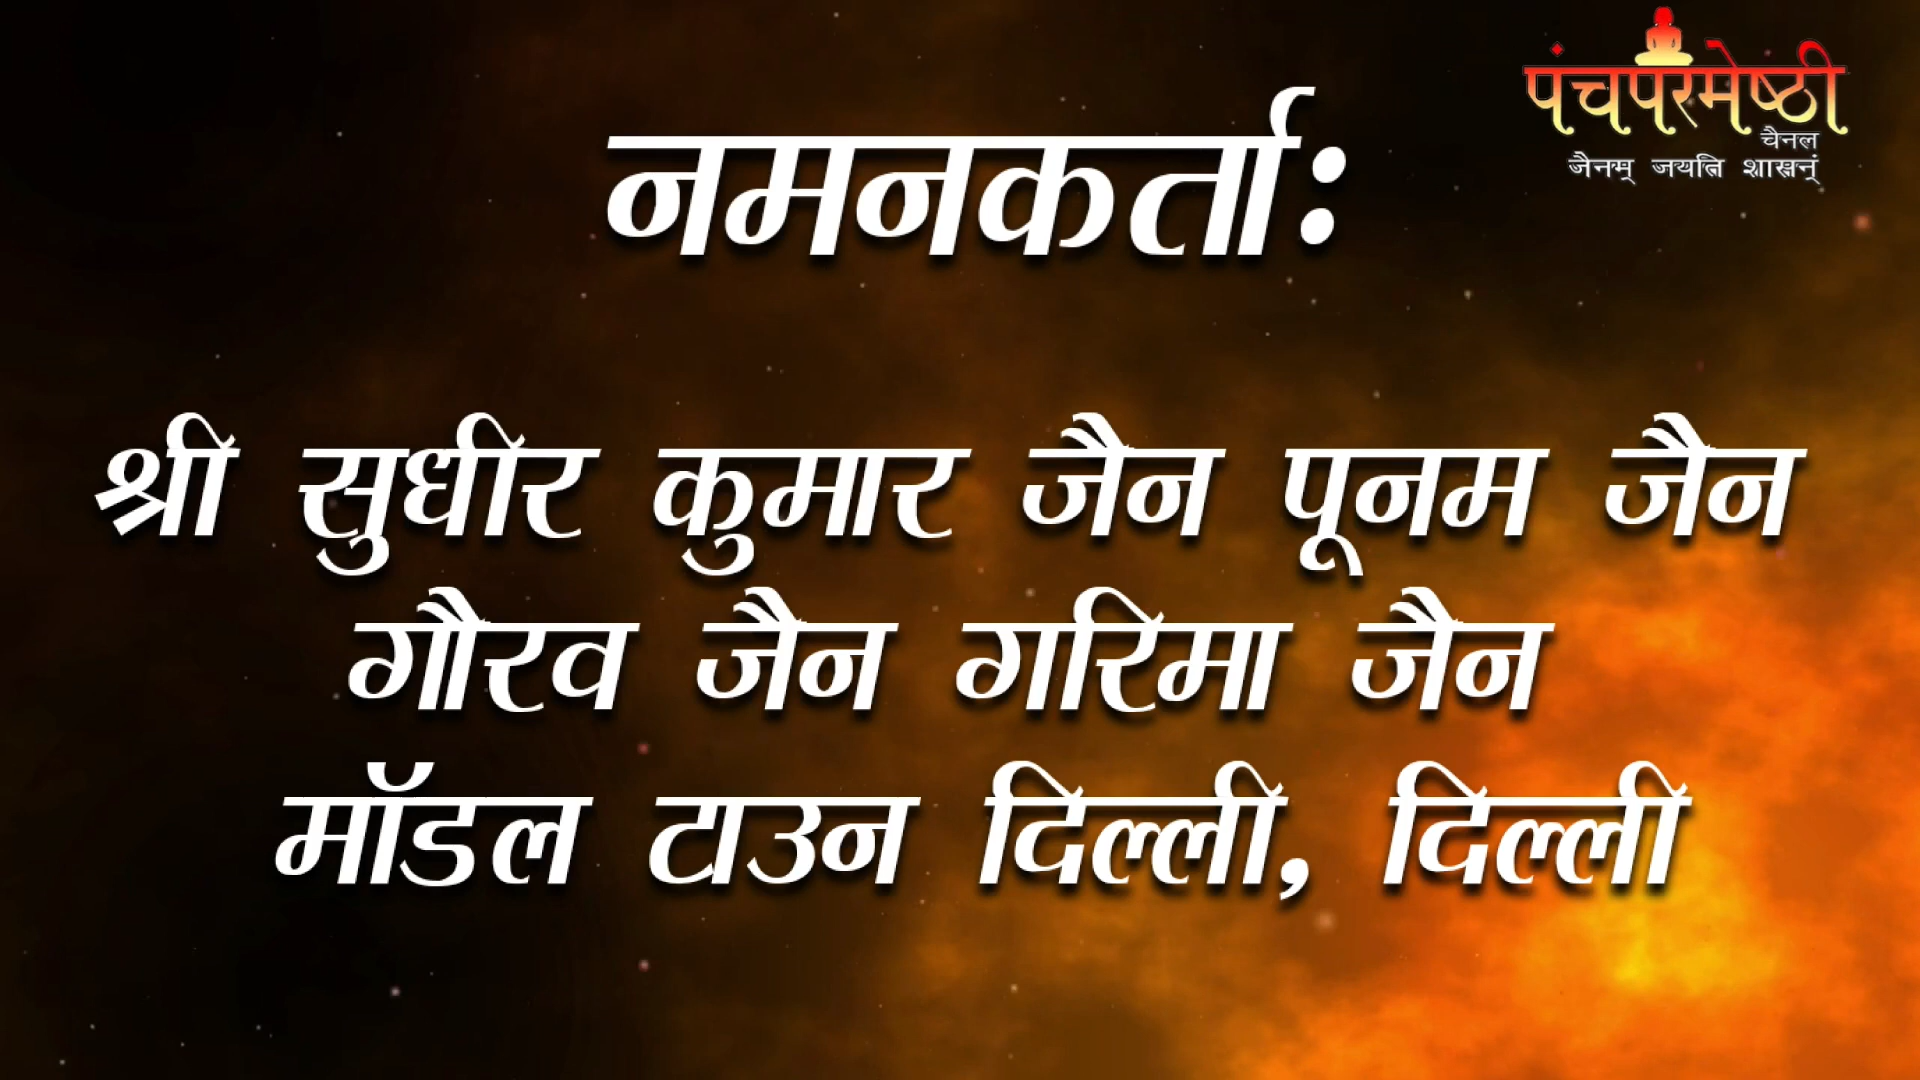 पंचपरमेष्ठी
चैनल
जैनम् जयति शासनं
नमनकर्ताः
श्री सुधीर कुमार जैन पूनम जैन
गौरव जैन गरिमा जैन
मॉडल टाउन दिल्ली, दिल्ली